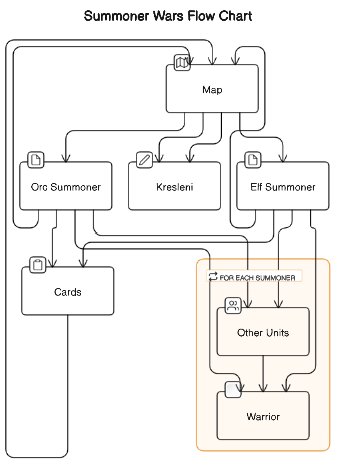 Summoner Wars Flow Chart
Map
Orc Summoner
Kresleni
Elf Summoner
Cards
FOR EACH SUMMONER
Other Units
Warrior